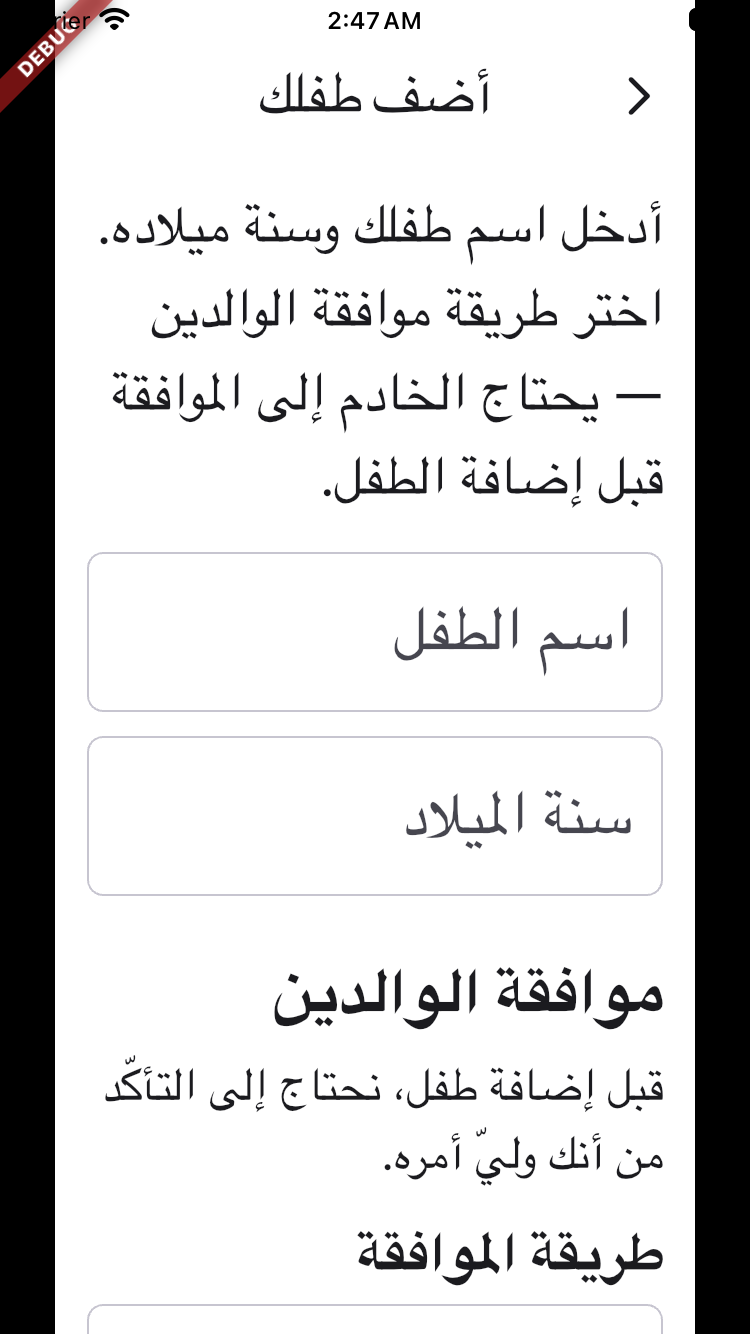 rier 2:47 AM
DEBUG
أضف طفلك
أدخل اسم طفلك وسنة ميلاده.
اختر طريقة موافقة الوالدين
— يحتاج الخادم إلى الموافقة
قبل إضافة الطفل.
اسم الطفل
سنة الميلاد
موافقة الوالدين
قبل إضافة طفل، نحتاج إلى التأكّد
من أنك وليّ أمره.
طريقة الموافقة